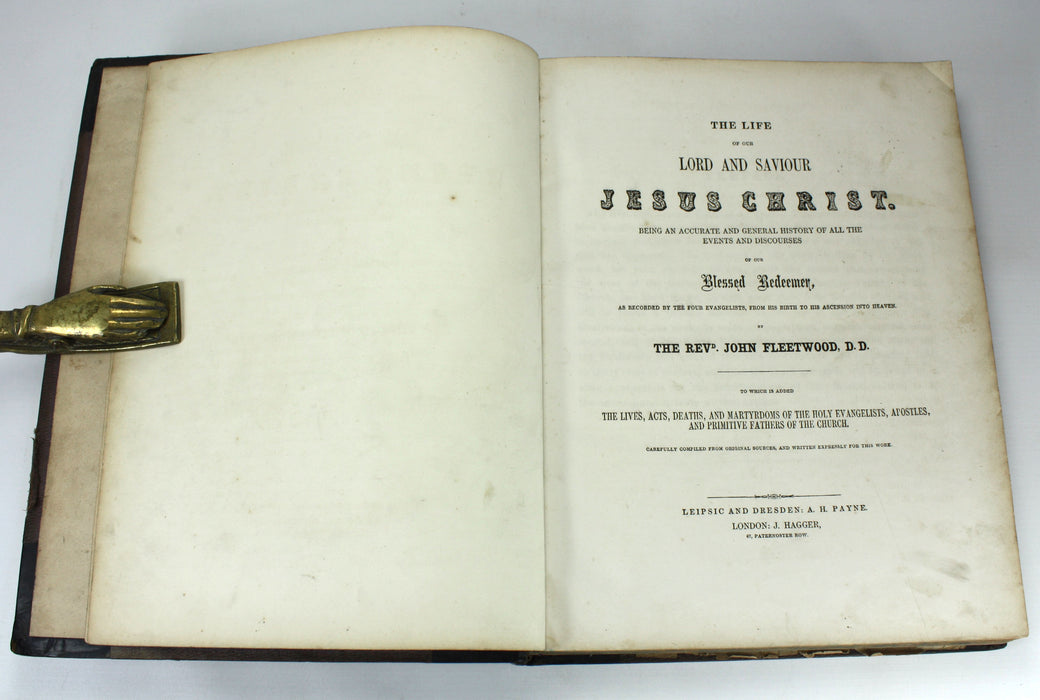 THE LIFE
OF OUR
LORD AND SAVIOUR
JESUS CHRIST.
BEING AN ACCURATE AND GENERAL HISTORY OF ALL THE
EVENTS AND DISCOURSES
OF OUR
Blessed Redeemer,
AS RECORDED BY THE FOUR EVANGELISTS, FROM HIS BIRTH TO HIS ASCENSION INTO HEAVEN.
BY
THE REVD. JOHN FLEETWOOD, D.D.
TO WHICH IS ADDED
THE LIVES, ACTS, DEATHS, AND MARTYRDOMS OF THE HOLY EVANGELISTS, APOSTLES,
AND PRIMITIVE FATHERS OF THE CHURCH.
CAREFULLY COMPILED FROM ORIGINAL SOURCES, AND WRITTEN EXPRESSLY FOR THIS WORK.
LEIPSIC AND DRESDEN: A. H. PAYNE.
LONDON: J. HAGGER,
67, PATERNOSTER ROW.